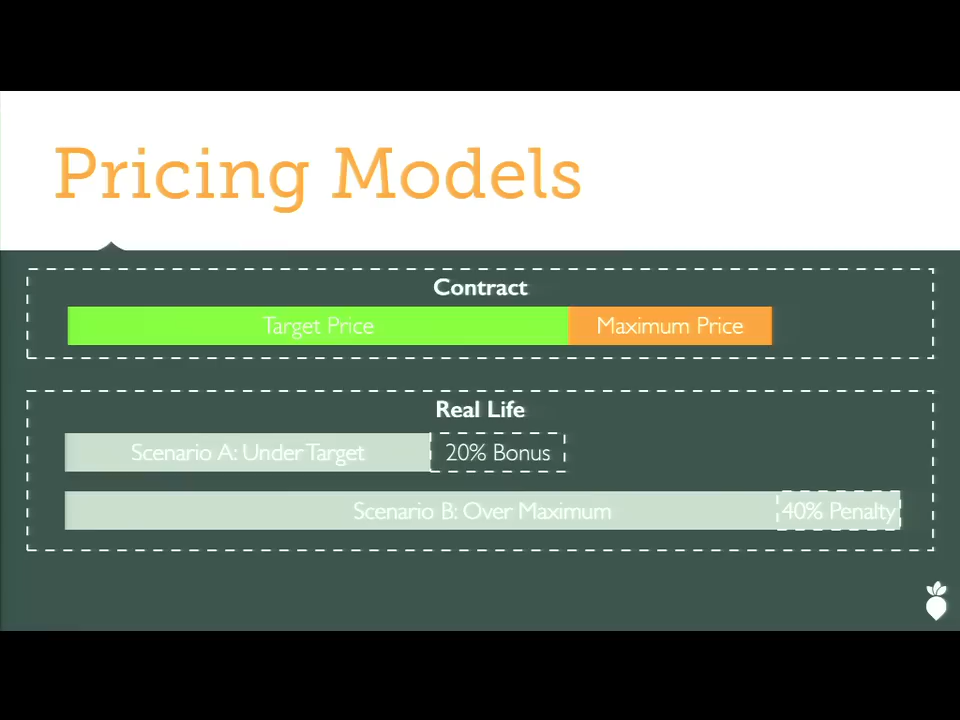 Pricing Models
Contract
Target Price
Maximum Price
Real Life
Scenario A: Under Target
20% Bonus
Scenario B: Over Maximum
40% Penalty